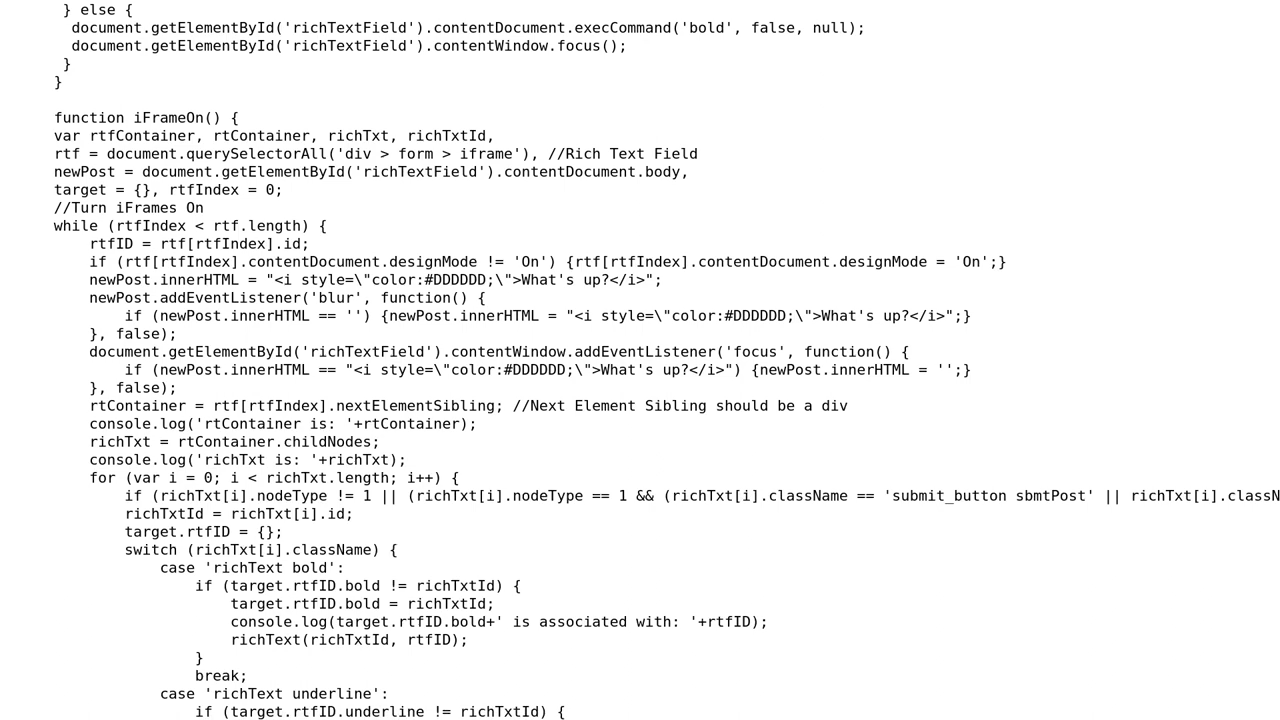 } else {
document.getElementById('richTextField').contentDocument.execCommand('bold', false, null);
document.getElementById('richTextField').contentWindow.focus();
}
}
function iFrameOn() {
var rtfContainer, rtContainer, richTxt, richTxtId,
rtf = document.querySelectorAll('div > form > iframe'), //Rich Text Field
newPost = document.getElementById('richTextField').contentDocument.body,
target = {}, rtfIndex = 0;
//Turn iFrames On
while (rtfIndex < rtf.length) {
rtfID = rtf[rtfIndex].id;
if (rtf[rtfIndex].contentDocument.designMode != 'On') {rtf[rtfIndex].contentDocument.designMode = 'On';}
newPost.innerHTML = "<i style=\"color:#DDDDDD;\">What's up?</i>";
newPost.addEventListener('blur', function() {
if (newPost.innerHTML == '') {newPost.innerHTML = "<i style=\"color:#DDDDDD;\">What's up?</i>";}
}, false);
document.getElementById('richTextField').contentWindow.addEventListener('focus', function() {
if (newPost.innerHTML == "<i style=\"color:#DDDDDD;\">What's up?</i>") {newPost.innerHTML = '';}
}, false);
rtContainer = rtf[rtfIndex].nextElementSibling; //Next Element Sibling should be a div
console.log('rtContainer is: '+rtContainer);
richTxt = rtContainer.childNodes;
console.log('richTxt is: '+richTxt);
for (var i = 0; i < richTxt.length; i++) {
if (richTxt[i].nodeType != 1 || (richTxt[i].nodeType == 1 && (richTxt[i].className == 'submit_button sbmtPost' || richTxt[i].classN
richTxtId = richTxt[i].id;
target.rtfID = {};
switch (richTxt[i].className) {
case 'richText bold':
if (target.rtfID.bold != richTxtId) {
target.rtfID.bold = richTxtId;
console.log(target.rtfID.bold+' is associated with: '+rtfID);
richText(richTxtId, rtfID);
}
break;
case 'richText underline':
if (target.rtfID.underline != richTxtId) {